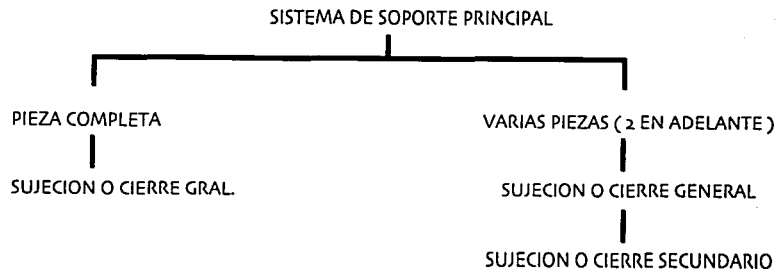 SISTEMA DE SOPORTE PRINCIPAL
PIEZA COMPLETA
VARIAS PIEZAS ( 2 EN ADELANTE )
SUJECION O CIERRE GRAL.
SUJECION O CIERRE GENERAL
SUJECION O CIERRE SECUNDARIO